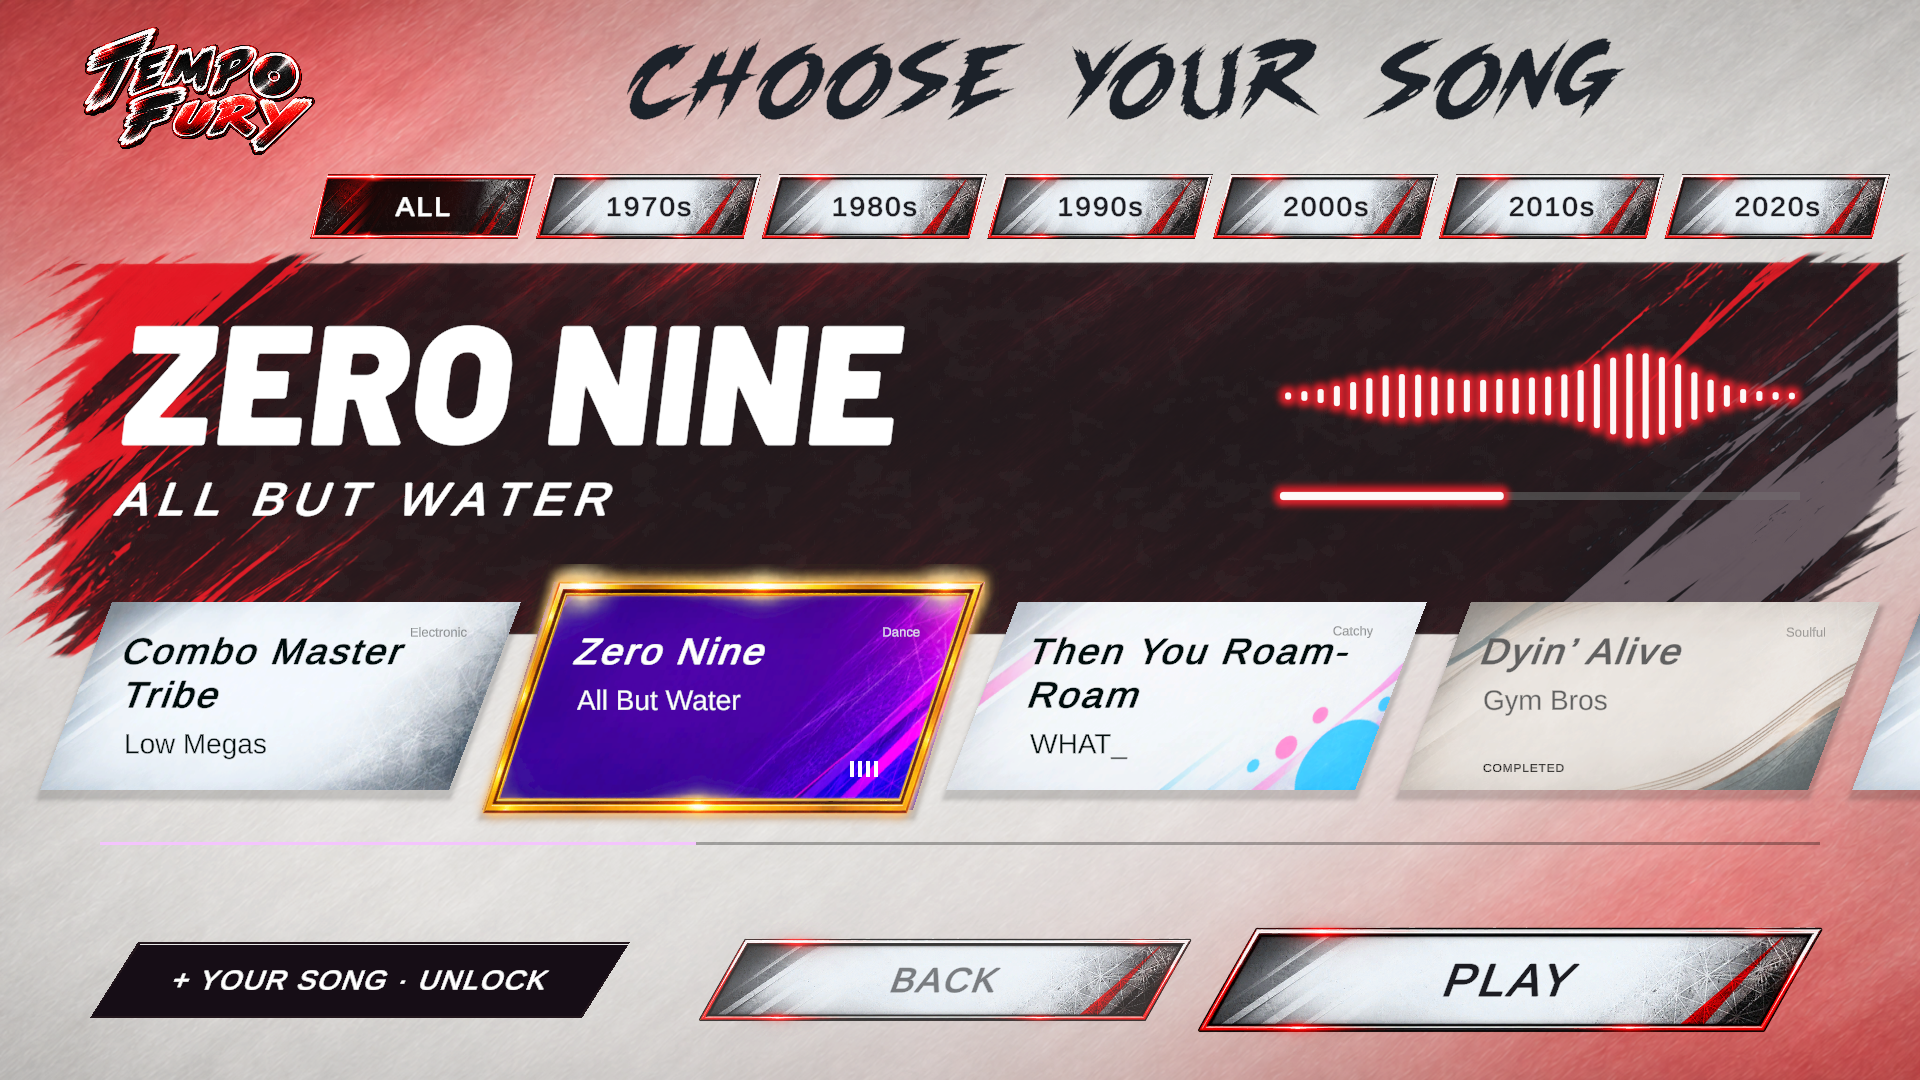 TEMPO
FURY
CHOOSE YOUR SONG
ALL
1970s
1980s
1990s
2000s
2010s
2020s
ZERO NINE
ALL BUT WATER
Electronic
Combo Master
Tribe
Low Megas
Dance
Zero Nine
All But Water
Catchy
Then You Roam-
Roam
WHAT_
Soulful
Dyin’ Alive
Gym Bros
COMPLETED
+ YOUR SONG · UNLOCK
BACK
PLAY